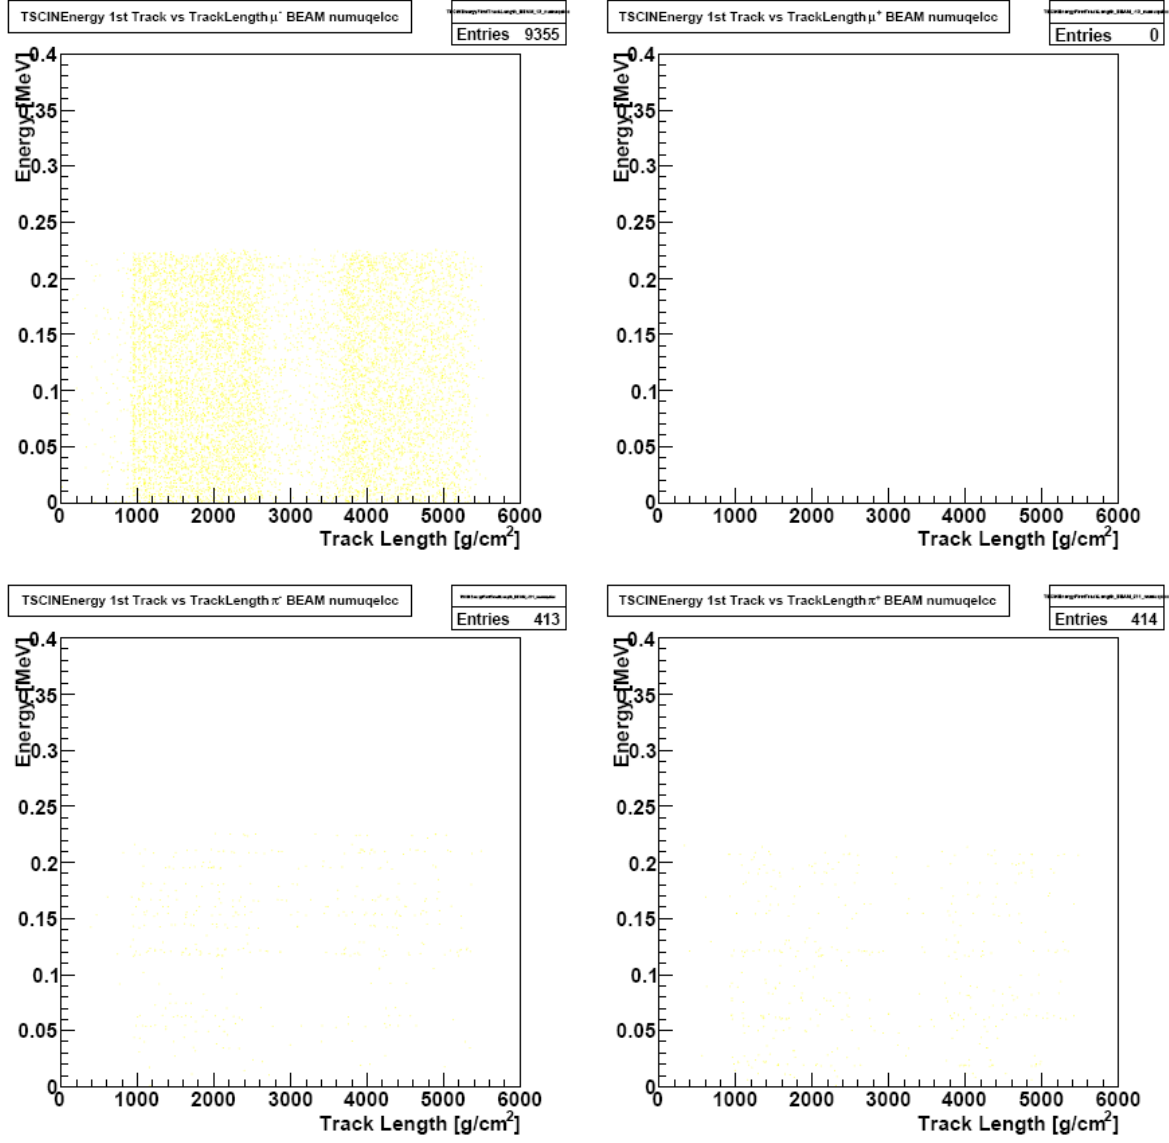 TSCINEnergy 1st Track vs TrackLength μ- BEAM numuqelcc
Entries 9355
Energy [MeV]
0.4
0.35
0.3
0.25
0.2
0.15
0.1
0.05
0
0 1000 2000 3000 4000 5000 6000
Track Length [g/cm2]
TSCINEnergy 1st Track vs TrackLength μ+ BEAM numuqelcc
Entries 0
Energy [MeV]
0.4
0.35
0.3
0.25
0.2
0.15
0.1
0.05
0
0 1000 2000 3000 4000 5000 6000
Track Length [g/cm2]
TSCINEnergy 1st Track vs TrackLength π- BEAM numuqelcc
Entries 413
Energy [MeV]
0.4
0.35
0.3
0.25
0.2
0.15
0.1
0.05
0
0 1000 2000 3000 4000 5000 6000
Track Length [g/cm2]
TSCINEnergy 1st Track vs TrackLength π+ BEAM numuqelcc
Entries 414
Energy [MeV]
0.4
0.35
0.3
0.25
0.2
0.15
0.1
0.05
0
0 1000 2000 3000 4000 5000 6000
Track Length [g/cm2]